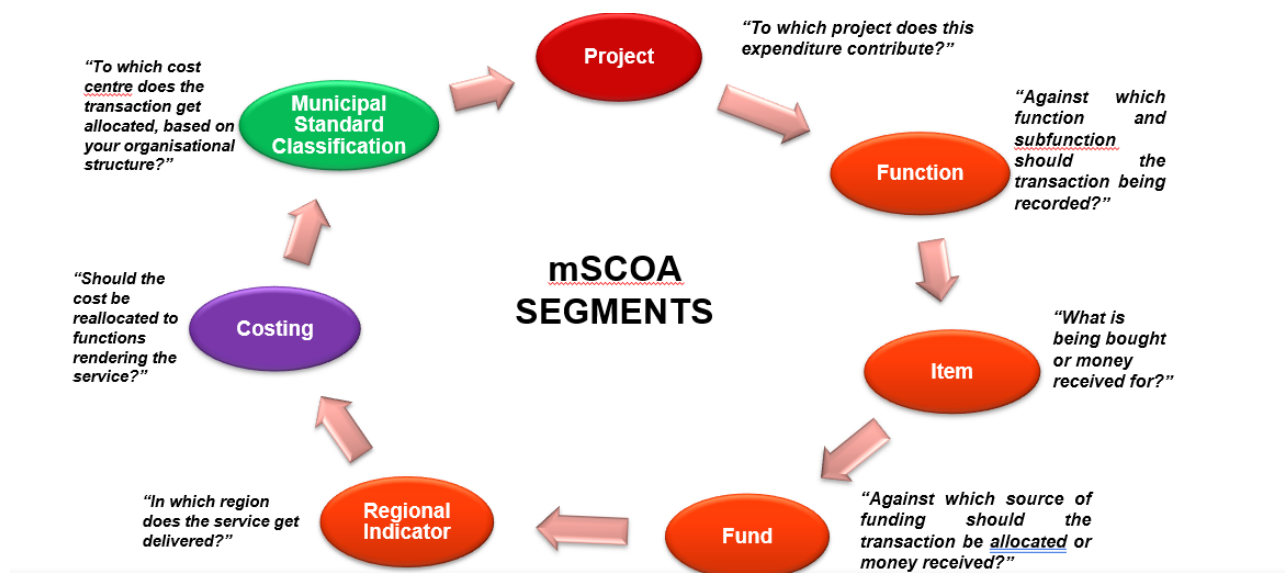 Project
“To which project does this
expenditure contribute?”
Function
“Against which
function and
subfunction
should the
transaction being
recorded?”
Item
“What is
being bought
or money
received for?”
Fund
“Against which source of
funding should the
transaction be allocated or
money received?”
Regional
Indicator
“In which region
does the service get
delivered?”
Costing
“Should the
cost be
reallocated to
functions
rendering the
service?”
Municipal
Standard
Classification
“To which cost
centre does the
transaction get
allocated, based on
your organisational
structure?”
mSCOA
SEGMENTS